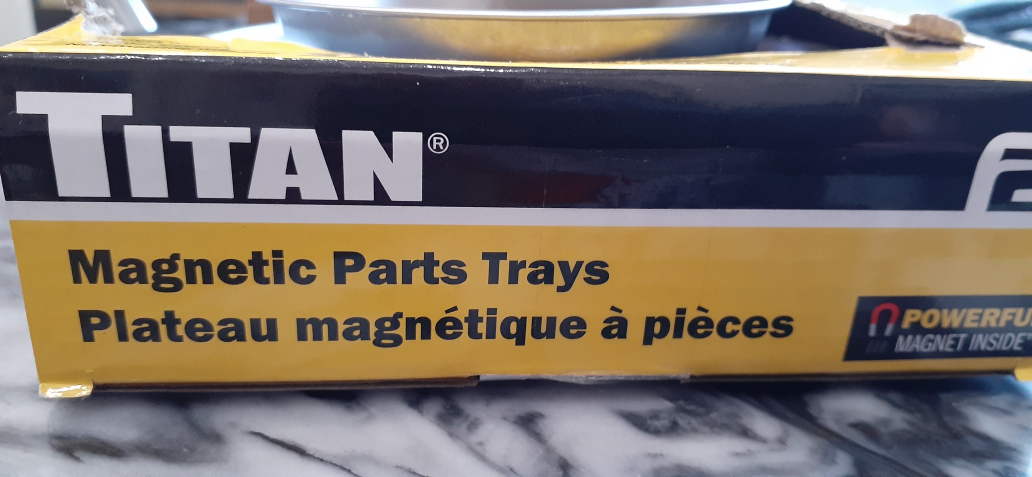 TITAN®
Magnetic Parts Trays
Plateau magnétique à pièces
MAGNET INSIDE